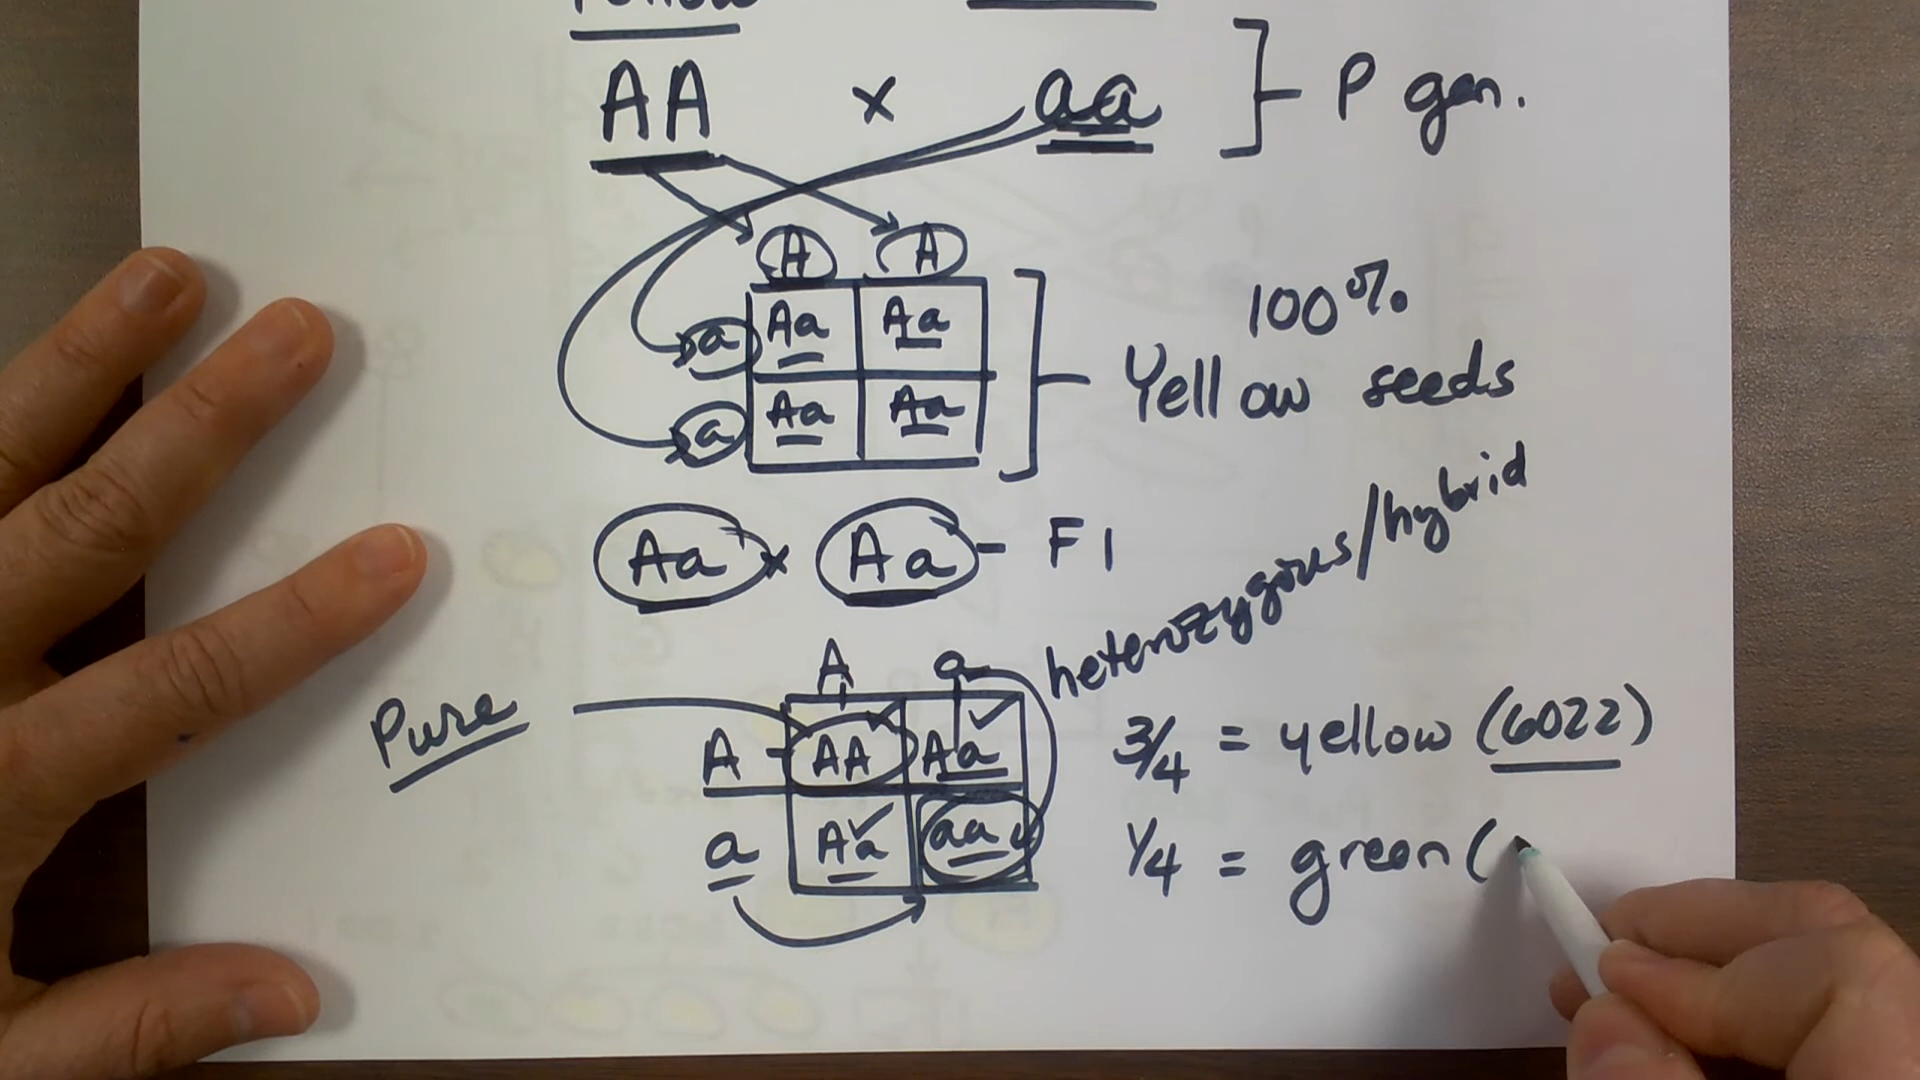 AA x aa P gen.
A A
a Aa Aa
a Aa Aa
100%
Yellow seeds
Aa x Aa - F1
heterozygous/hybrid
Pure
A a
A AA Aa
a Aa aa
3/4 = yellow (6022)
1/4 = green (